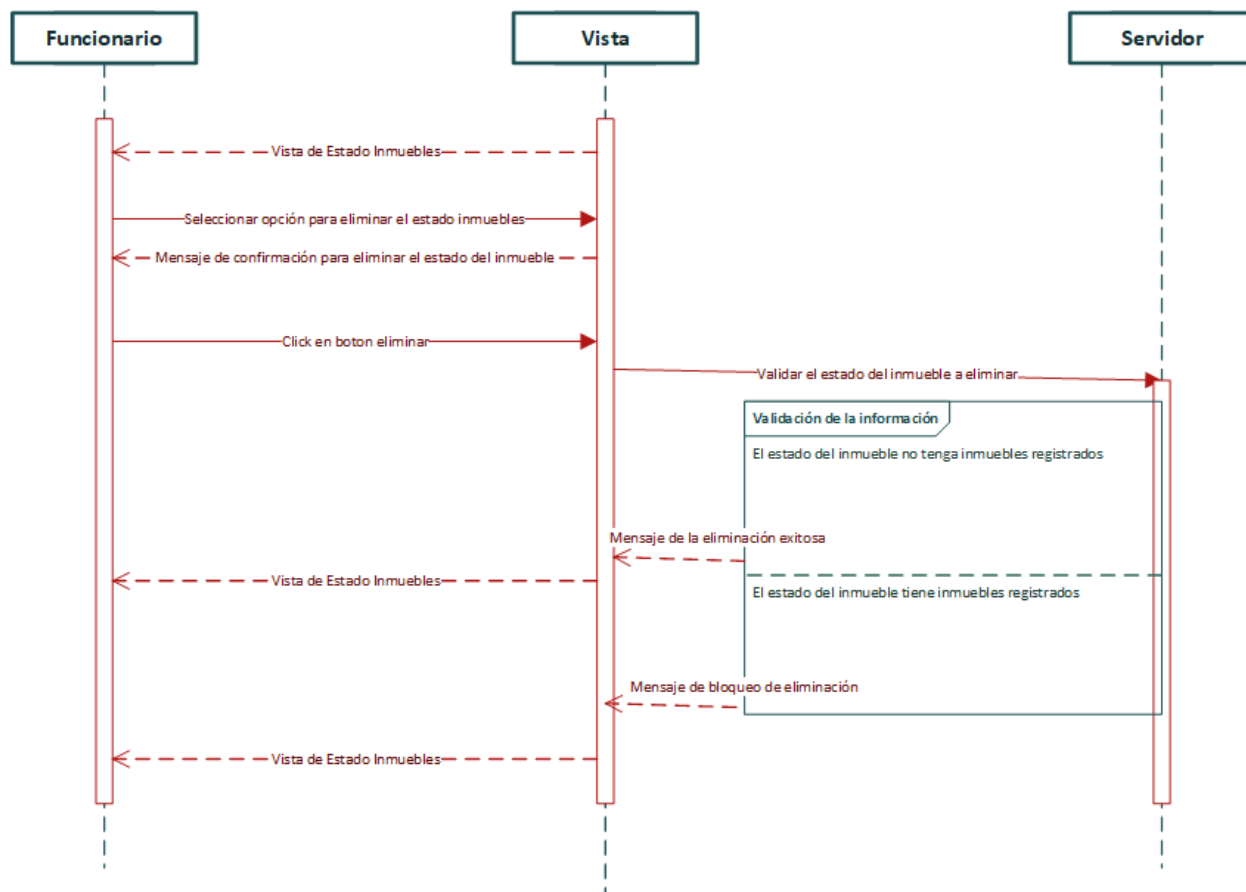 Funcionario
Vista
Servidor
Vista de Estado Inmuebles
Seleccionar opción para eliminar el estado inmuebles
Mensaje de confirmación para eliminar el estado del inmueble
Click en boton eliminar
Validar el estado del inmueble a eliminar
Validación de la información
El estado del inmueble no tenga inmuebles registrados
Mensaje de la eliminación exitosa
Vista de Estado Inmuebles
El estado del inmueble tiene inmuebles registrados
Mensaje de bloqueo de eliminación
Vista de Estado Inmuebles